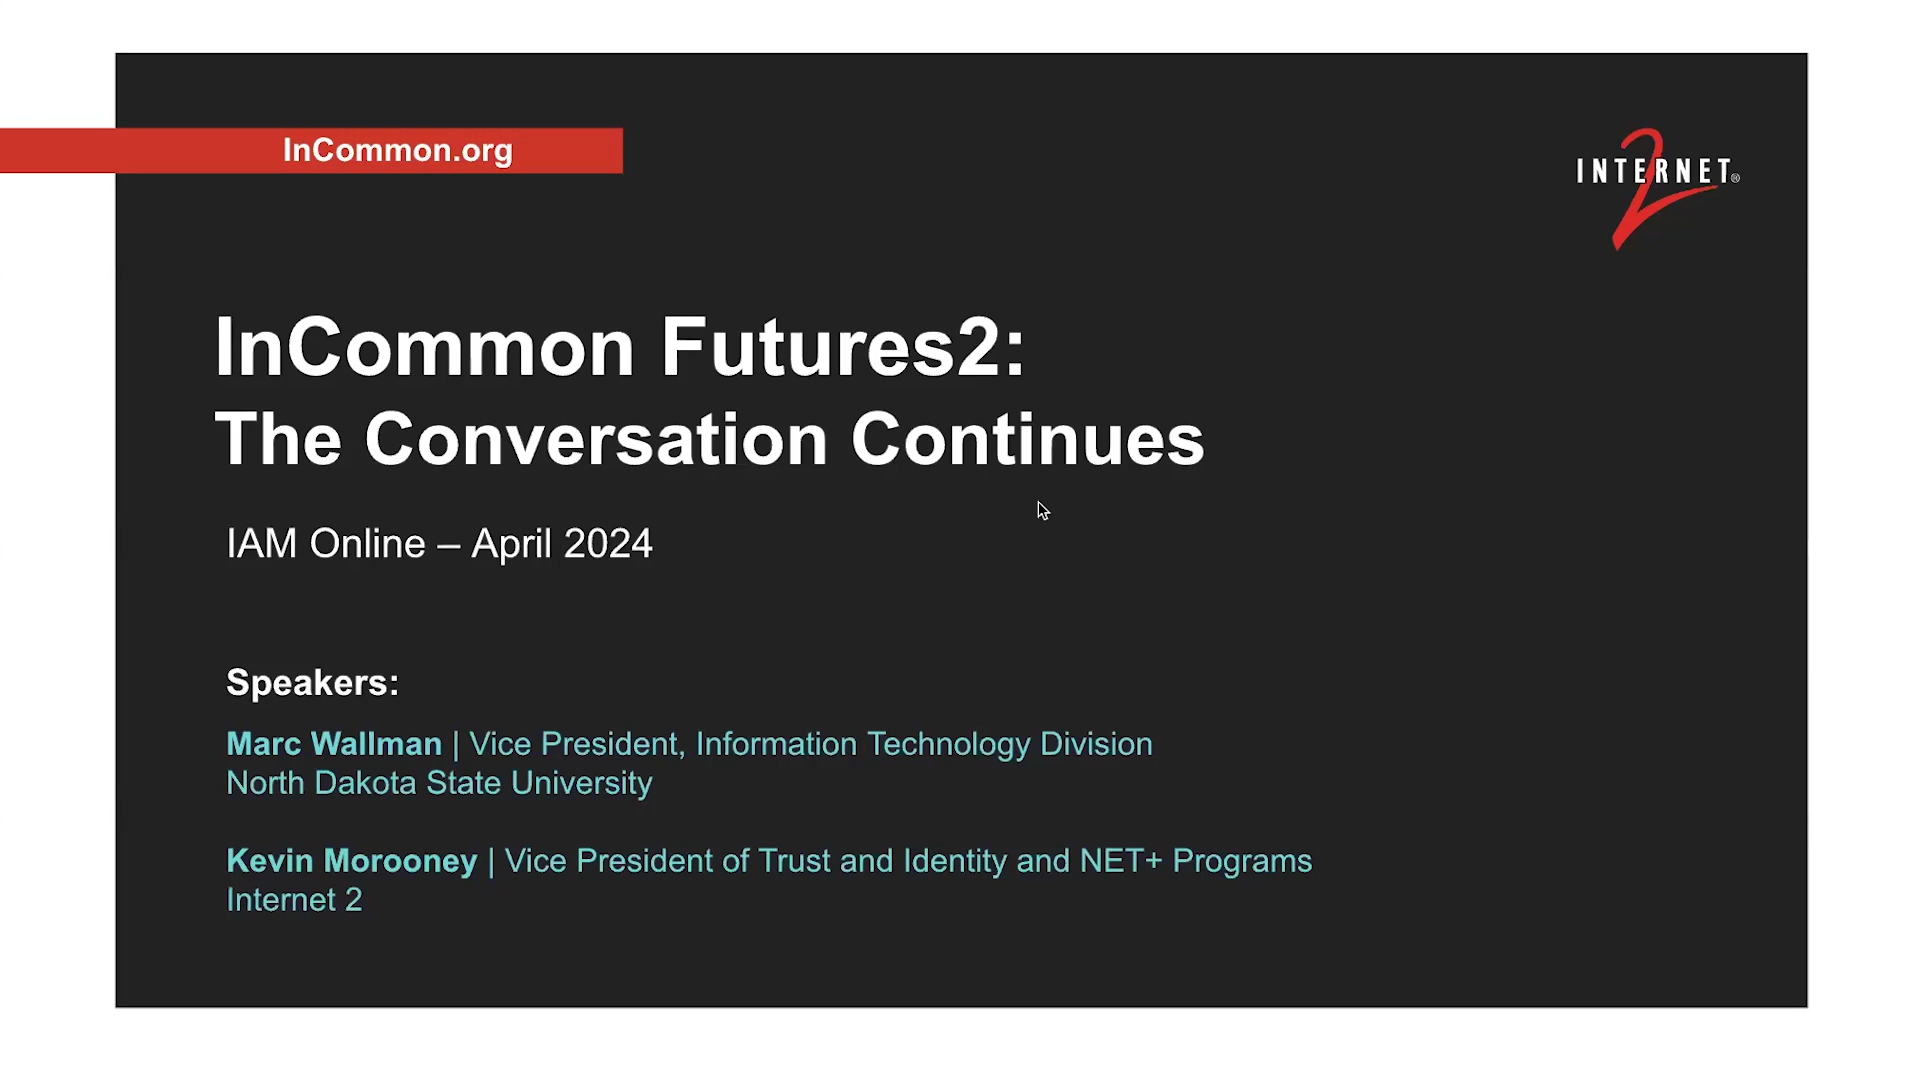 InCommon.org
INTERNET®
2
InCommon Futures2:
The Conversation Continues
IAM Online – April 2024
Speakers:
Marc Wallman | Vice President, Information Technology Division
North Dakota State University
Kevin Morooney | Vice President of Trust and Identity and NET+ Programs
Internet 2